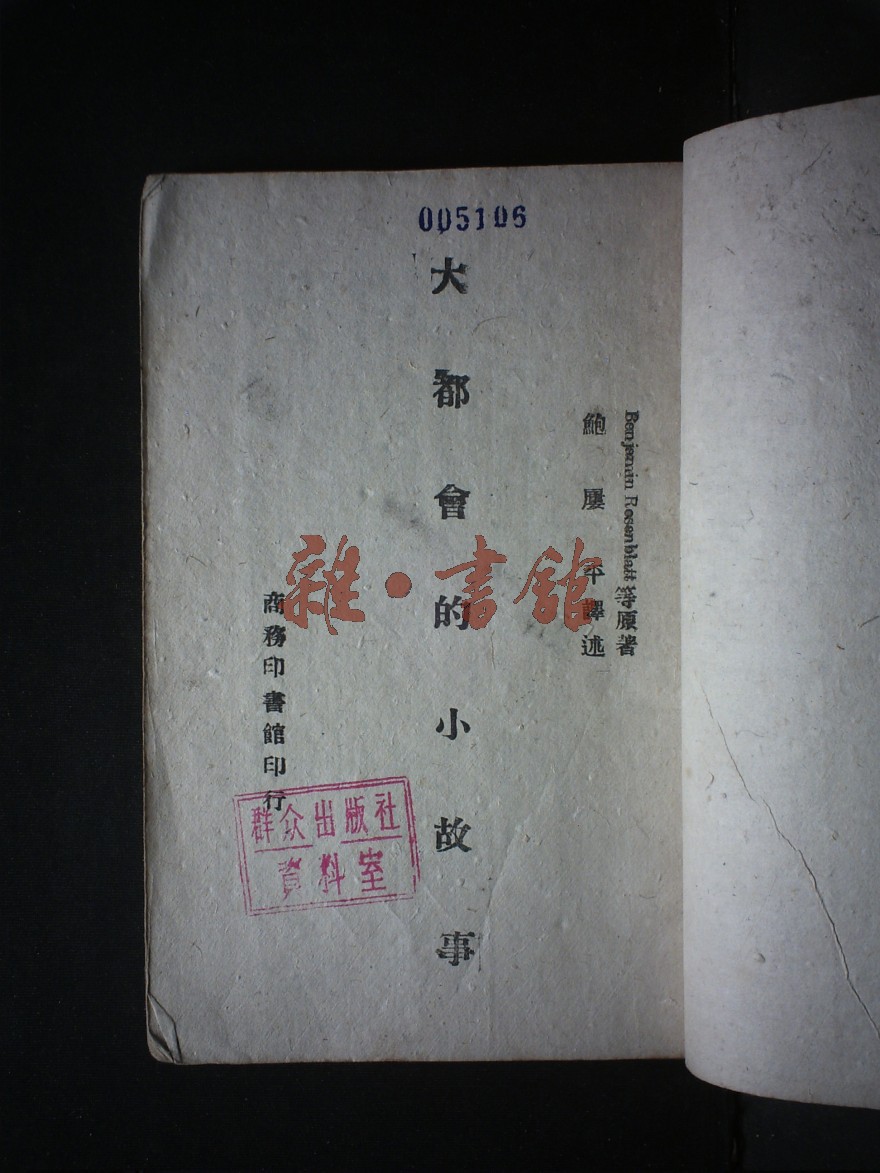 005106
Benjamin Rosenblatt 等原著
鮑屢平譯述
大都會的小故事
商務印書館印行
群众出版社
資料室
雜·書館